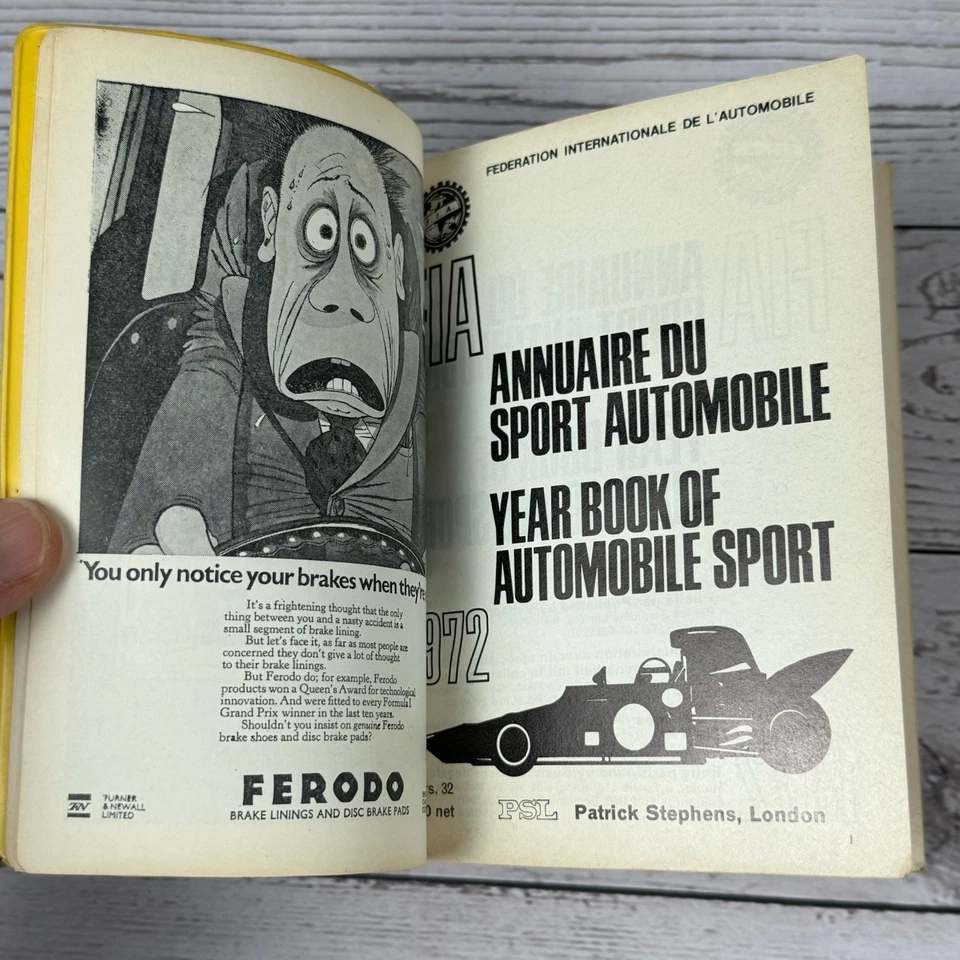 'You only notice your brakes when they're
It's a frightening thought that the only
thing between you and a nasty accident is a
small segment of brake lining.
But let's face it, as far as most people are
concerned they don't give a lot of thought
to their brake linings.
But Ferodo do; for example, Ferodo
products won a Queen's Award for technological
innovation. And were fitted to every Formula I
Grand Prix winner in the last ten years.
Shouldn't you insist on genuine Ferodo
brake shoes and disc brake pads?
TURNER
& NEWALL
LIMITED
FERODO
BRAKE LININGS AND DISC BRAKE PADS
FEDERATION INTERNATIONALE DE L'AUTOMOBILE
FIA
FIA
ANNUAIRE DU
SPORT AUTOMOBILE
YEAR BOOK OF
AUTOMOBILE SPORT
972
rs. 32
0 net
PSL Patrick Stephens, London
1